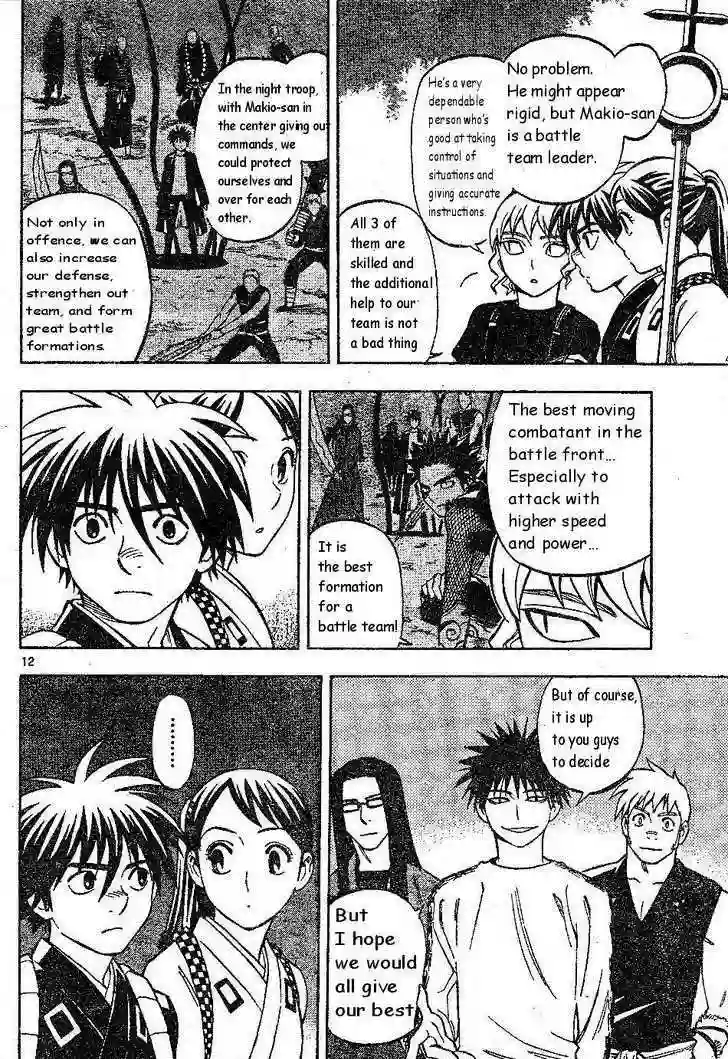 No problem.
He might appear
rigid, but Makio-san
is a battle
team leader.
He's a very
dependable
person who's
good at taking
control of
situations and
giving accurate
instructions.
All 3 of
them are
skilled and
the additional
help to our
team is not
a bad thing
In the night troop,
with Makio-san in
the center giving out
commands, we
could protect
ourselves and
over for each
other.
Not only in
offence, we can
also increase
our defense,
strengthen out
team, and form
great battle
formations.
The best moving
combatant in the
battle front...
Especially to
attack with
higher speed
and power...
It is
the best
formation
for a
battle team!
12
But of course,
it is up
to you guys
to decide
But
I hope
we would
all give
our best
........